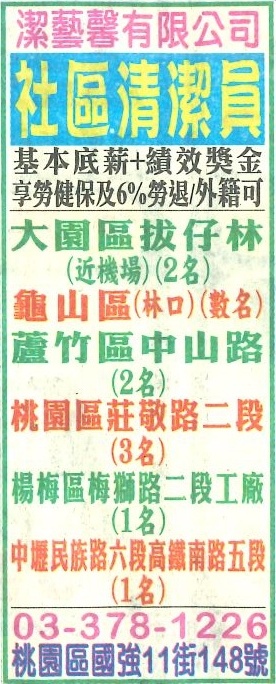 潔藝馨有限公司
社區清潔員
基本底薪+績效獎金
享勞健保及6%勞退/外籍可
大園區拔仔林
(近機場)(2名)
龜山區(林口)(數名)
蘆竹區中山路
(2名)
桃園區莊敬路二段
(3名)
楊梅區梅獅路二段工廠
(1名)
中壢民族路六段高鐵南路五段
(1名)
03-378-1226
桃園區國強11街148號